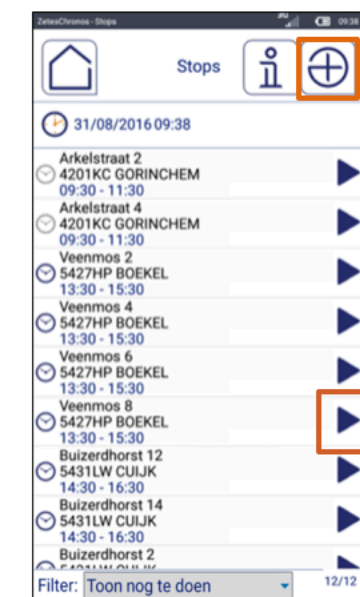 ZetesChronos - Stops
3G
09:38
Stops
31/08/2016 09:38
Arkelstraat 2
4201KC GORINCHEM
09:30 - 11:30
Arkelstraat 4
4201KC GORINCHEM
09:30 - 11:30
Veenmos 2
5427HP BOEKEL
13:30 - 15:30
Veenmos 4
5427HP BOEKEL
13:30 - 15:30
Veenmos 6
5427HP BOEKEL
13:30 - 15:30
Veenmos 8
5427HP BOEKEL
13:30 - 15:30
Buizerdhorst 12
5431LW CUIJK
14:30 - 16:30
Buizerdhorst 14
5431LW CUIJK
14:30 - 16:30
Buizerdhorst 2
Filter: Toon nog te doen
12/12